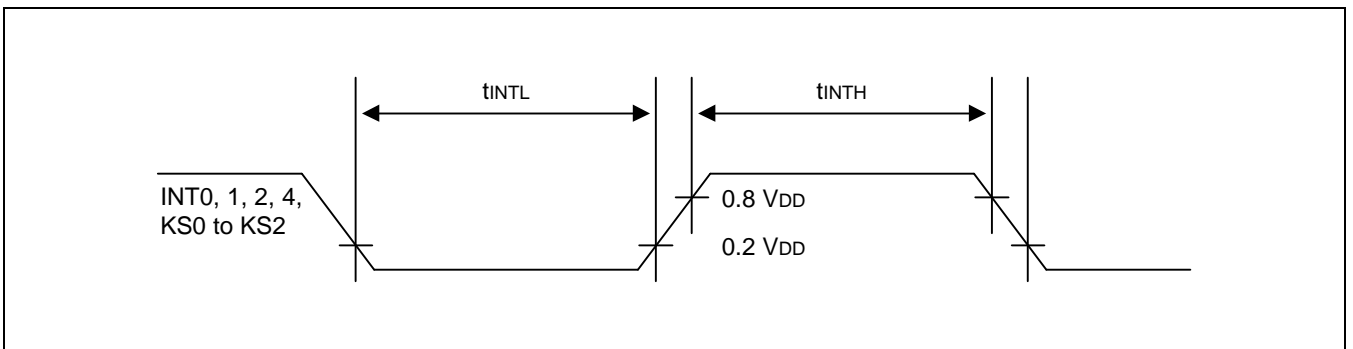 tINTL
tINTH
INT0, 1, 2, 4,
KS0 to KS2
0.8 VDD
0.2 VDD